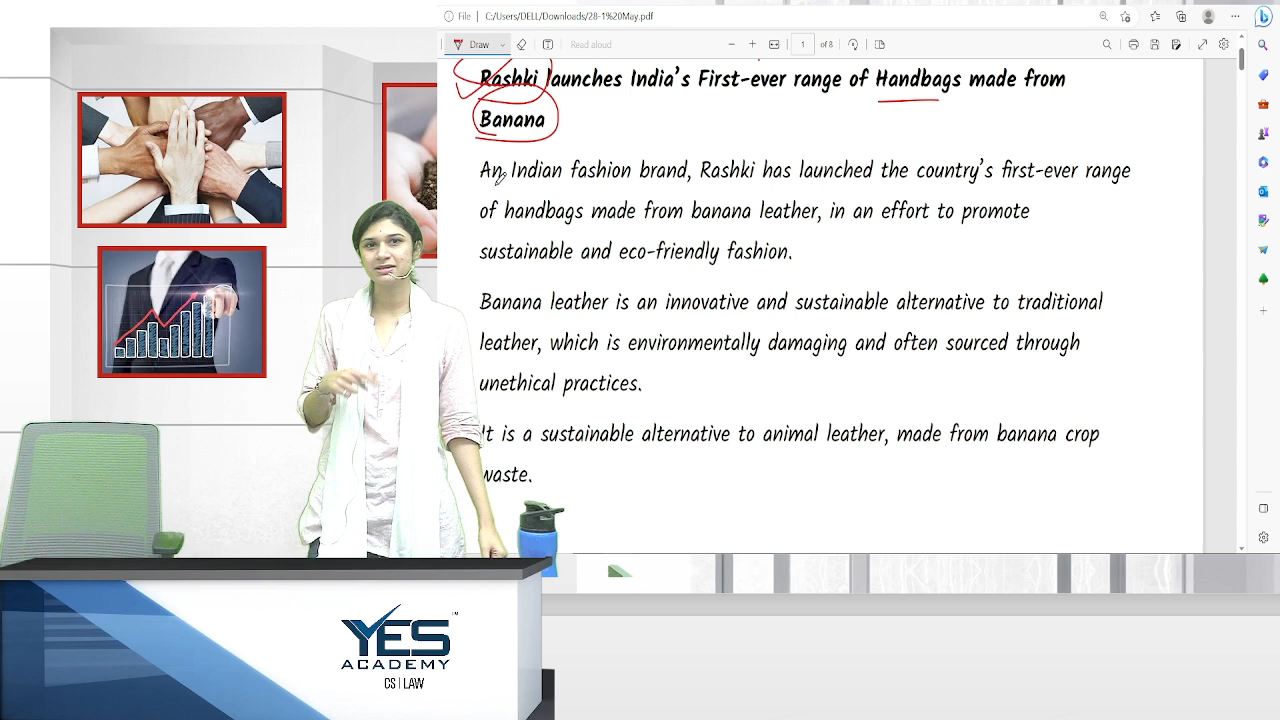 File | C:/Users/DELL/Downloads/28-1%20May.pdf
Draw | Read aloud 1 of 8
Rashki launches India's First-ever range of Handbags made from
Banana
An Indian fashion brand, Rashki has launched the country's first-ever range
of handbags made from banana leather, in an effort to promote
sustainable and eco-friendly fashion.
Banana leather is an innovative and sustainable alternative to traditional
leather, which is environmentally damaging and often sourced through
unethical practices.
It is a sustainable alternative to animal leather, made from banana crop
waste.
YES
ACADEMY
CS | LAW